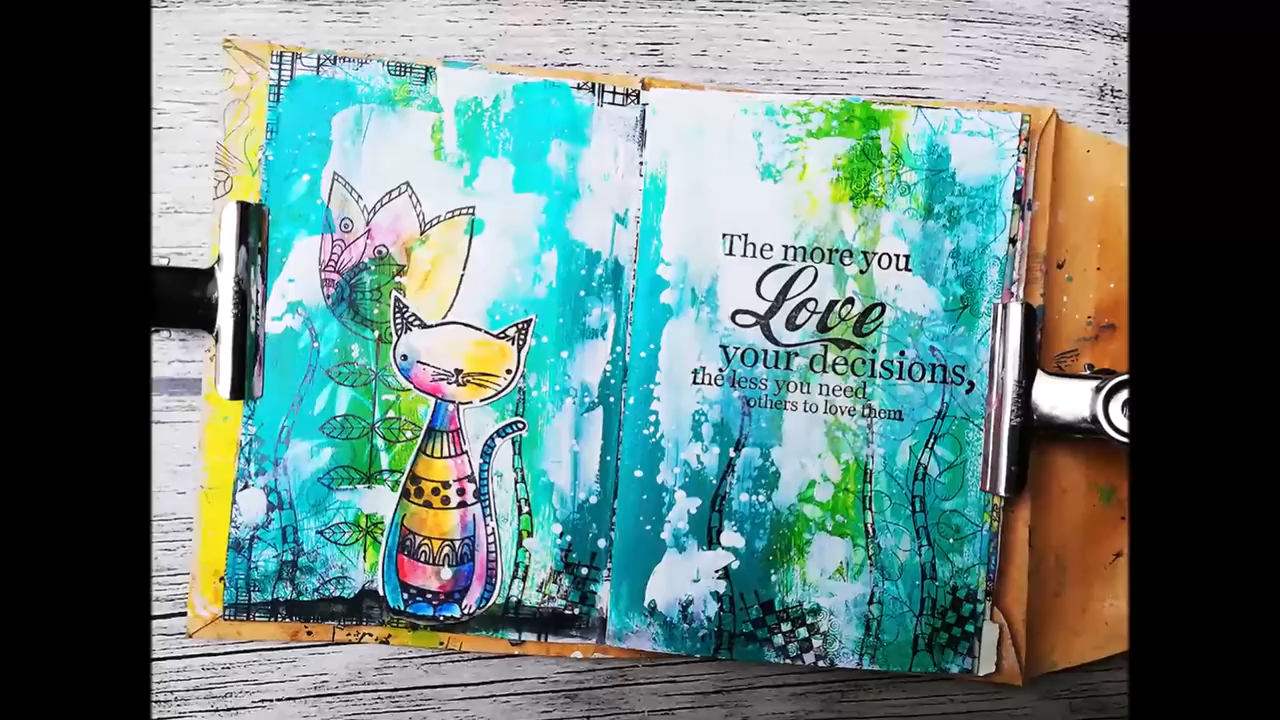 The more you
Love
your decisions,
the less you need
others to love them